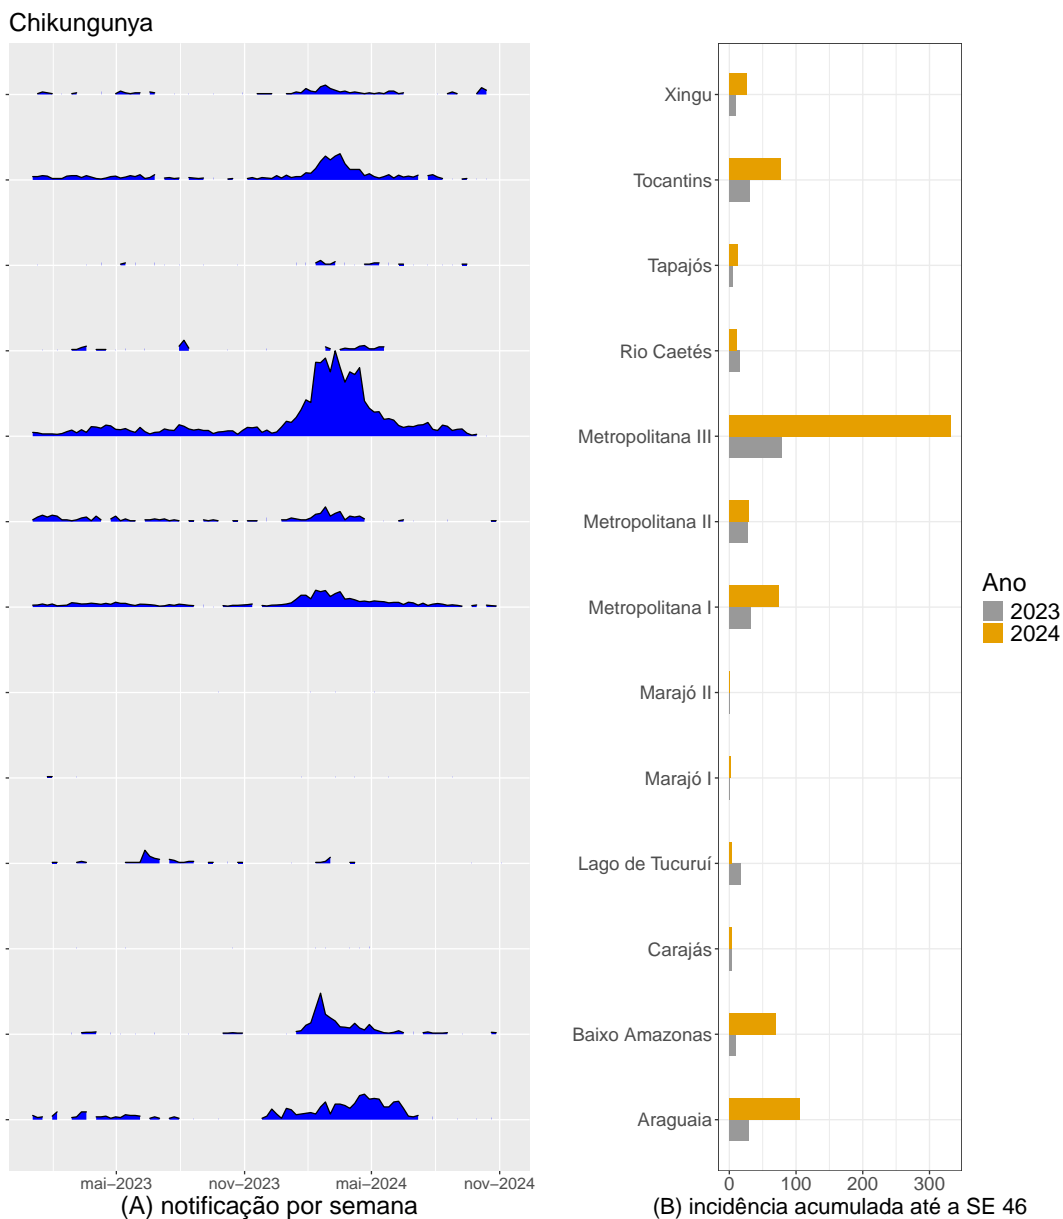 Chikungunya
Xingu
Tocantins
Tapajós
Rio Caetés
Metropolitana III
Metropolitana II
Metropolitana I
Marajó II
Marajó I
Lago de Tucuruí
Carajás
Baixo Amazonas
Araguaia
Ano
2023
2024
mai–2023 nov–2023 mai–2024 nov–2024
(A) notificação por semana
0 100 200 300
(B) incidência acumulada até a SE 46